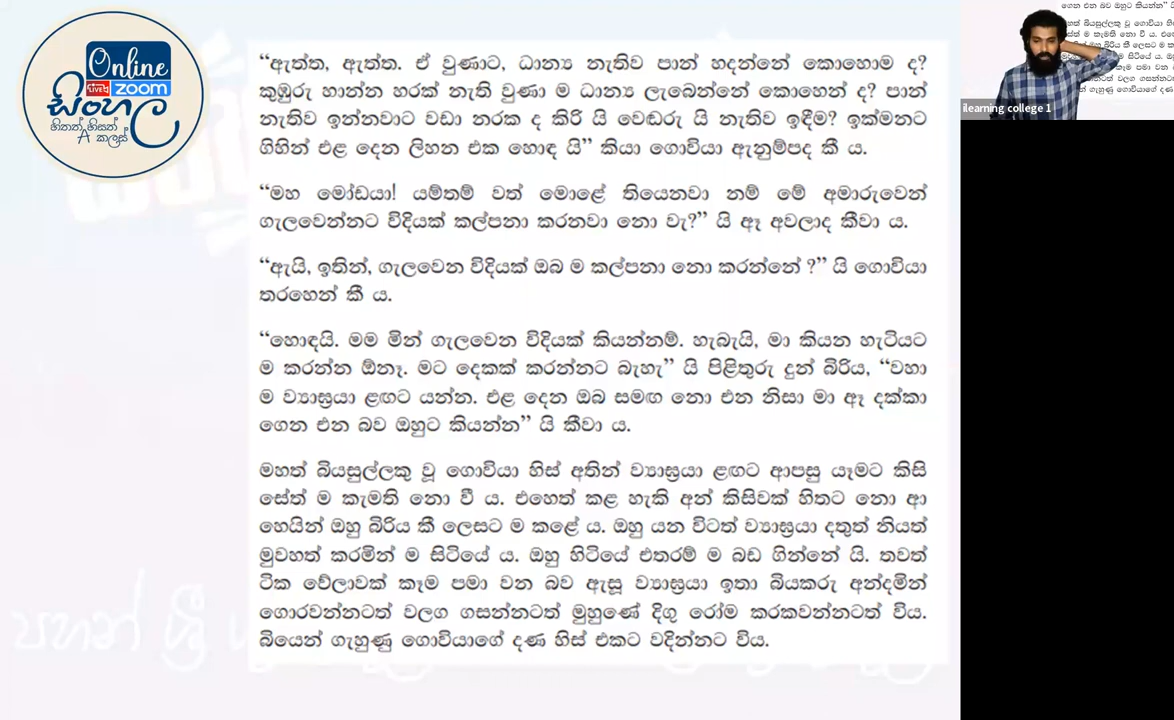 Online
LIVE zoom
සිංහල
හිතත් හිසත්
A කලස්
“ඇත්ත, ඇත්ත. ඒ වුණාට, ධාන්‍ය නැතිව පාන් හදන්නේ කොහොම ද?
කුඹුරු හාන්න හරක් නැති වුණා ම ධාන්‍ය ලැබෙන්නේ කොහෙන් ද? පාන්
නැතිව ඉන්නවාට වඩා නරක ද කිරි යි වෙඬරු යි නැතිව ඉඳීම? ඉක්මනට
ගිහින් එළ දෙන ලිහන එක හොඳ යි” කියා ගොවියා ඇනුම්පද කී ය.
“මහ මෝඩයා! යම්තම් වත් මොළේ තියෙනවා නම් මේ අමාරුවෙන්
ගැලවෙන්නට විදියක් කල්පනා කරනවා නො වැ?” යි ඈ අවලාද කීවා ය.
“ඇයි, ඉතින්, ගැලවෙන විදියක් ඔබ ම කල්පනා නො කරන්නේ ?” යි ගොවියා
තරහෙන් කී ය.
“හොඳයි. මම මින් ගැලවෙන විදියක් කියන්නම්. හැබැයි, මා කියන හැටියට
ම කරන්න ඕනෑ. මට දෙකක් කරන්නට බැහැ” යි පිළිතුරු දුන් බිරිය, “වහා
ම ව්‍යාඝ්‍රයා ළඟට යන්න. එළ දෙන ඔබ සමඟ නො එන නිසා මා ඈ දක්කා
ගෙන එන බව ඔහුට කියන්න” යි කීවා ය.
මහත් බියසුල්ලකු වූ ගොවියා හිස් අතින් ව්‍යාඝ්‍රයා ළඟට ආපසු යෑමට කිසි
සේත් ම කැමති නො වී ය. එහෙත් කළ හැකි අන් කිසිවක් හිතට නො ආ
හෙයින් ඔහු බිරිය කී ලෙසට ම කළේ ය. ඔහු යන විටත් ව්‍යාඝ්‍රයා දතුත් නියත්
මුවහත් කරමින් ම සිටියේ ය. ඔහු හිටියේ එතරම් ම බඩ ගින්නේ යි. තවත්
ටික වේලාවක් කෑම පමා වන බව ඇසූ ව්‍යාඝ්‍රයා ඉතා බියකරු අන්දමින්
ගොරවන්නටත් වලග ගසන්නටත් මුහුණේ දිගු රෝම කරකවන්නටත් විය.
බියෙන් ගැහුණු ගොවියාගේ දණ හිස් එකට වදින්නට විය.
පහන් ශ්‍රී
ilearning college 1